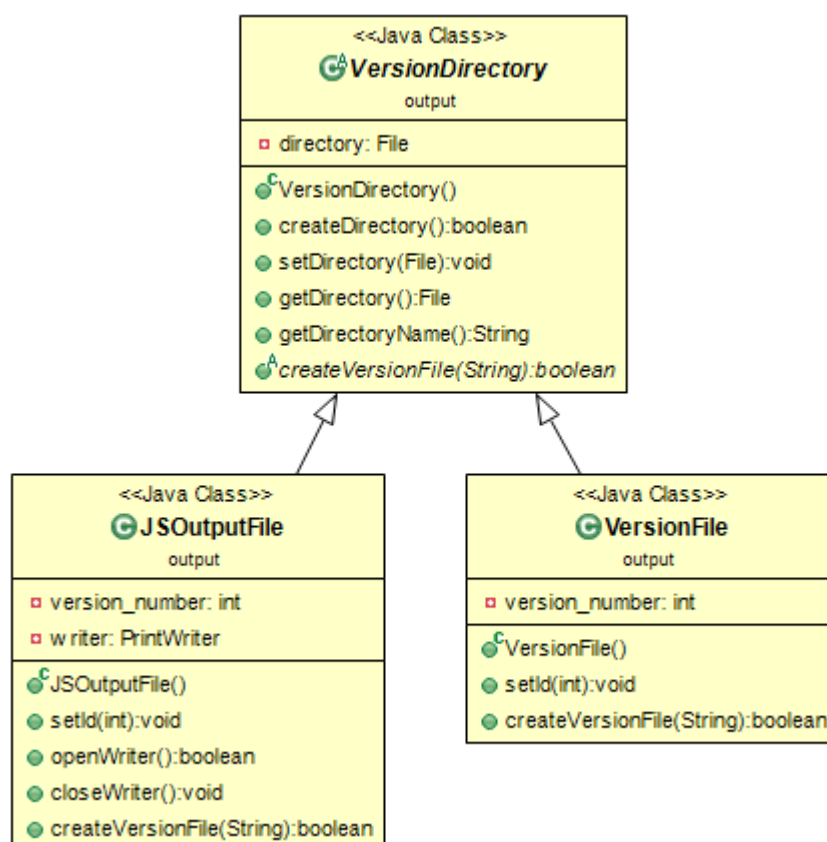 <<Java Class>>
VersionDirectory
output
directory: File
VersionDirectory()
createDirectory():boolean
setDirectory(File):void
getDirectory():File
getDirectoryName():String
createVersionFile(String):boolean
<<Java Class>>
JSOutputFile
output
version_number: int
writer: PrintWriter
JSOutputFile()
setId(int):void
openWriter():boolean
closeWriter():void
createVersionFile(String):boolean
<<Java Class>>
VersionFile
output
version_number: int
VersionFile()
setId(int):void
createVersionFile(String):boolean